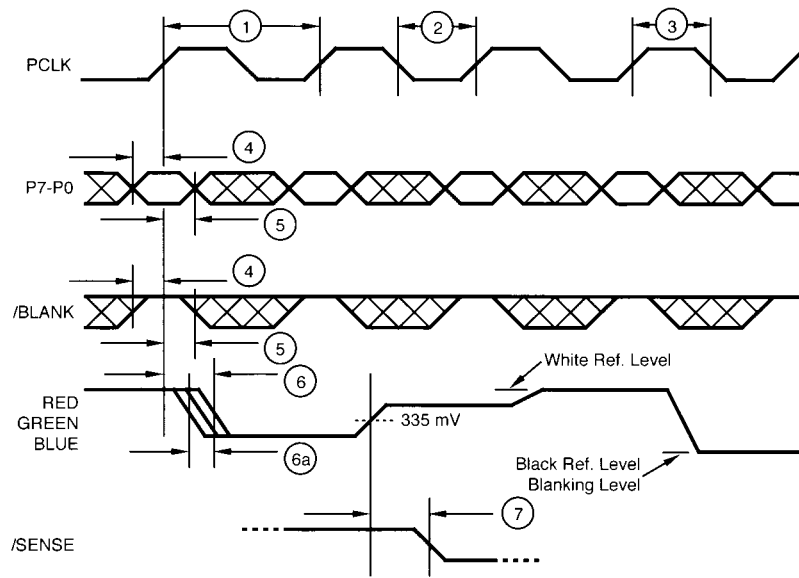 1
2
3
PCLK
4
P7-P0
5
4
/BLANK
5
6
White Ref. Level
RED
GREEN
BLUE
335 mV
6a
Black Ref. Level
Blanking Level
7
/SENSE